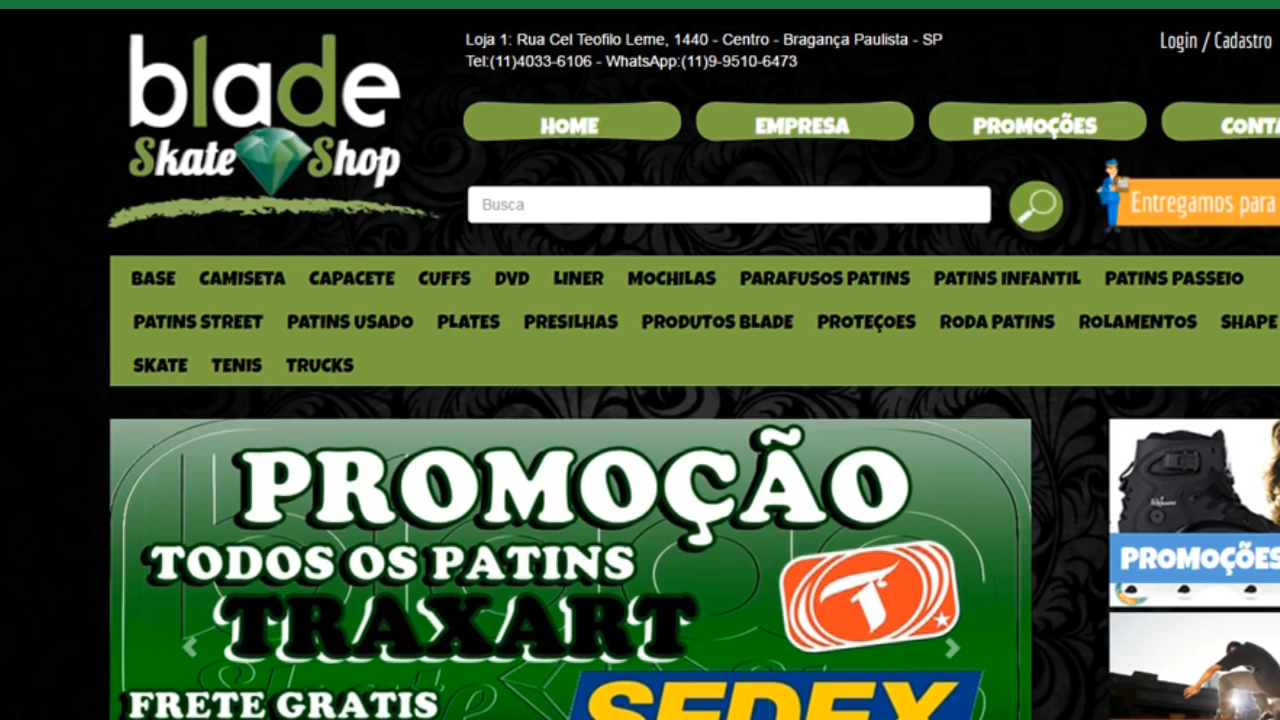 blade
Skate Shop
Loja 1: Rua Cel Teofilo Leme, 1440 - Centro - Bragança Paulista - SP
Tel:(11)4033-6106 - WhatsApp:(11)9-9510-6473
Login / Cadastro
HOME EMPRESA PROMOÇÕES CONTA
Busca
Entregamos para
BASE CAMISETA CAPACETE CUFFS DVD LINER MOCHILAS PARAFUSOS PATINS PATINS INFANTIL PATINS PASSEIO
PATINS STREET PATINS USADO PLATES PRESILHAS PRODUTOS BLADE PROTEÇOES RODA PATINS ROLAMENTOS SHAPE
SKATE TENIS TRUCKS
PROMOÇÃO
TODOS OS PATINS
TRAXART
T
FRETE GRATIS
SEDEX
PROMOÇÕES